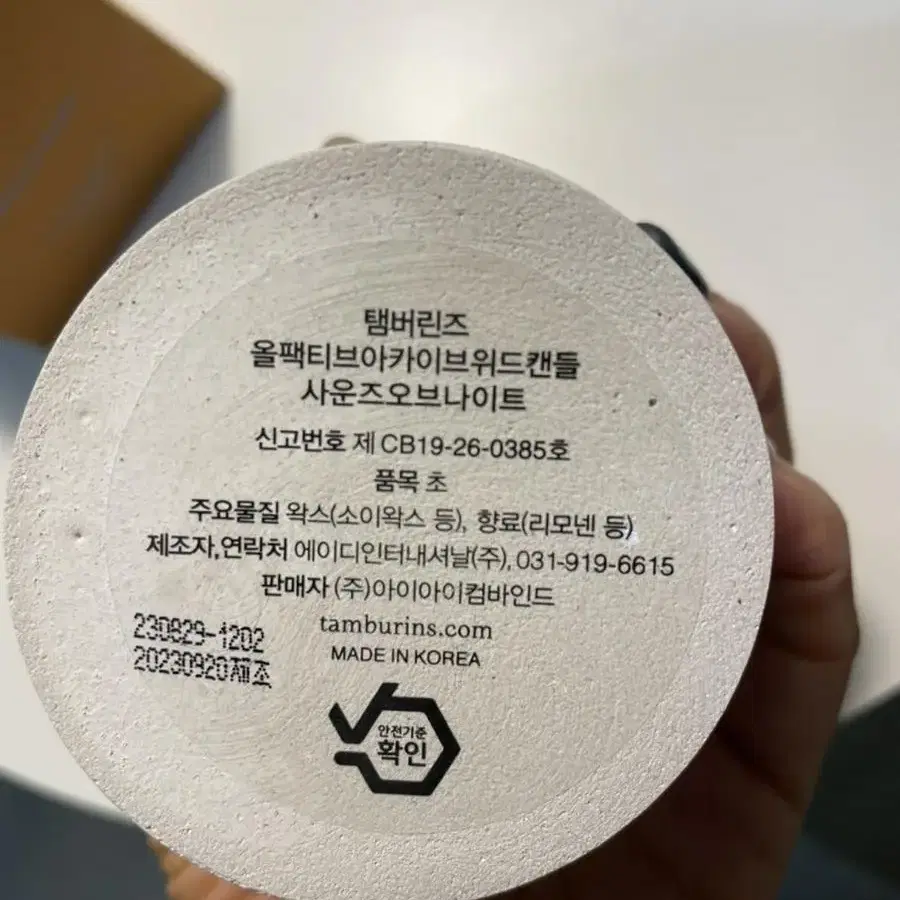 탬버린즈
올팩티브아카이브위드캔들
사운즈오브나이트
신고번호 제 CB19-26-0385호
품목 초
주요물질 왁스(소이왁스 등), 향료(리모넨 등)
제조자,연락처 에이디인터내셔날(주), 031-919-6615
판매자 (주)아이아이컴바인드
tamburins.com
MADE IN KOREA
230829-1202
20230920제조
안전기준
확인